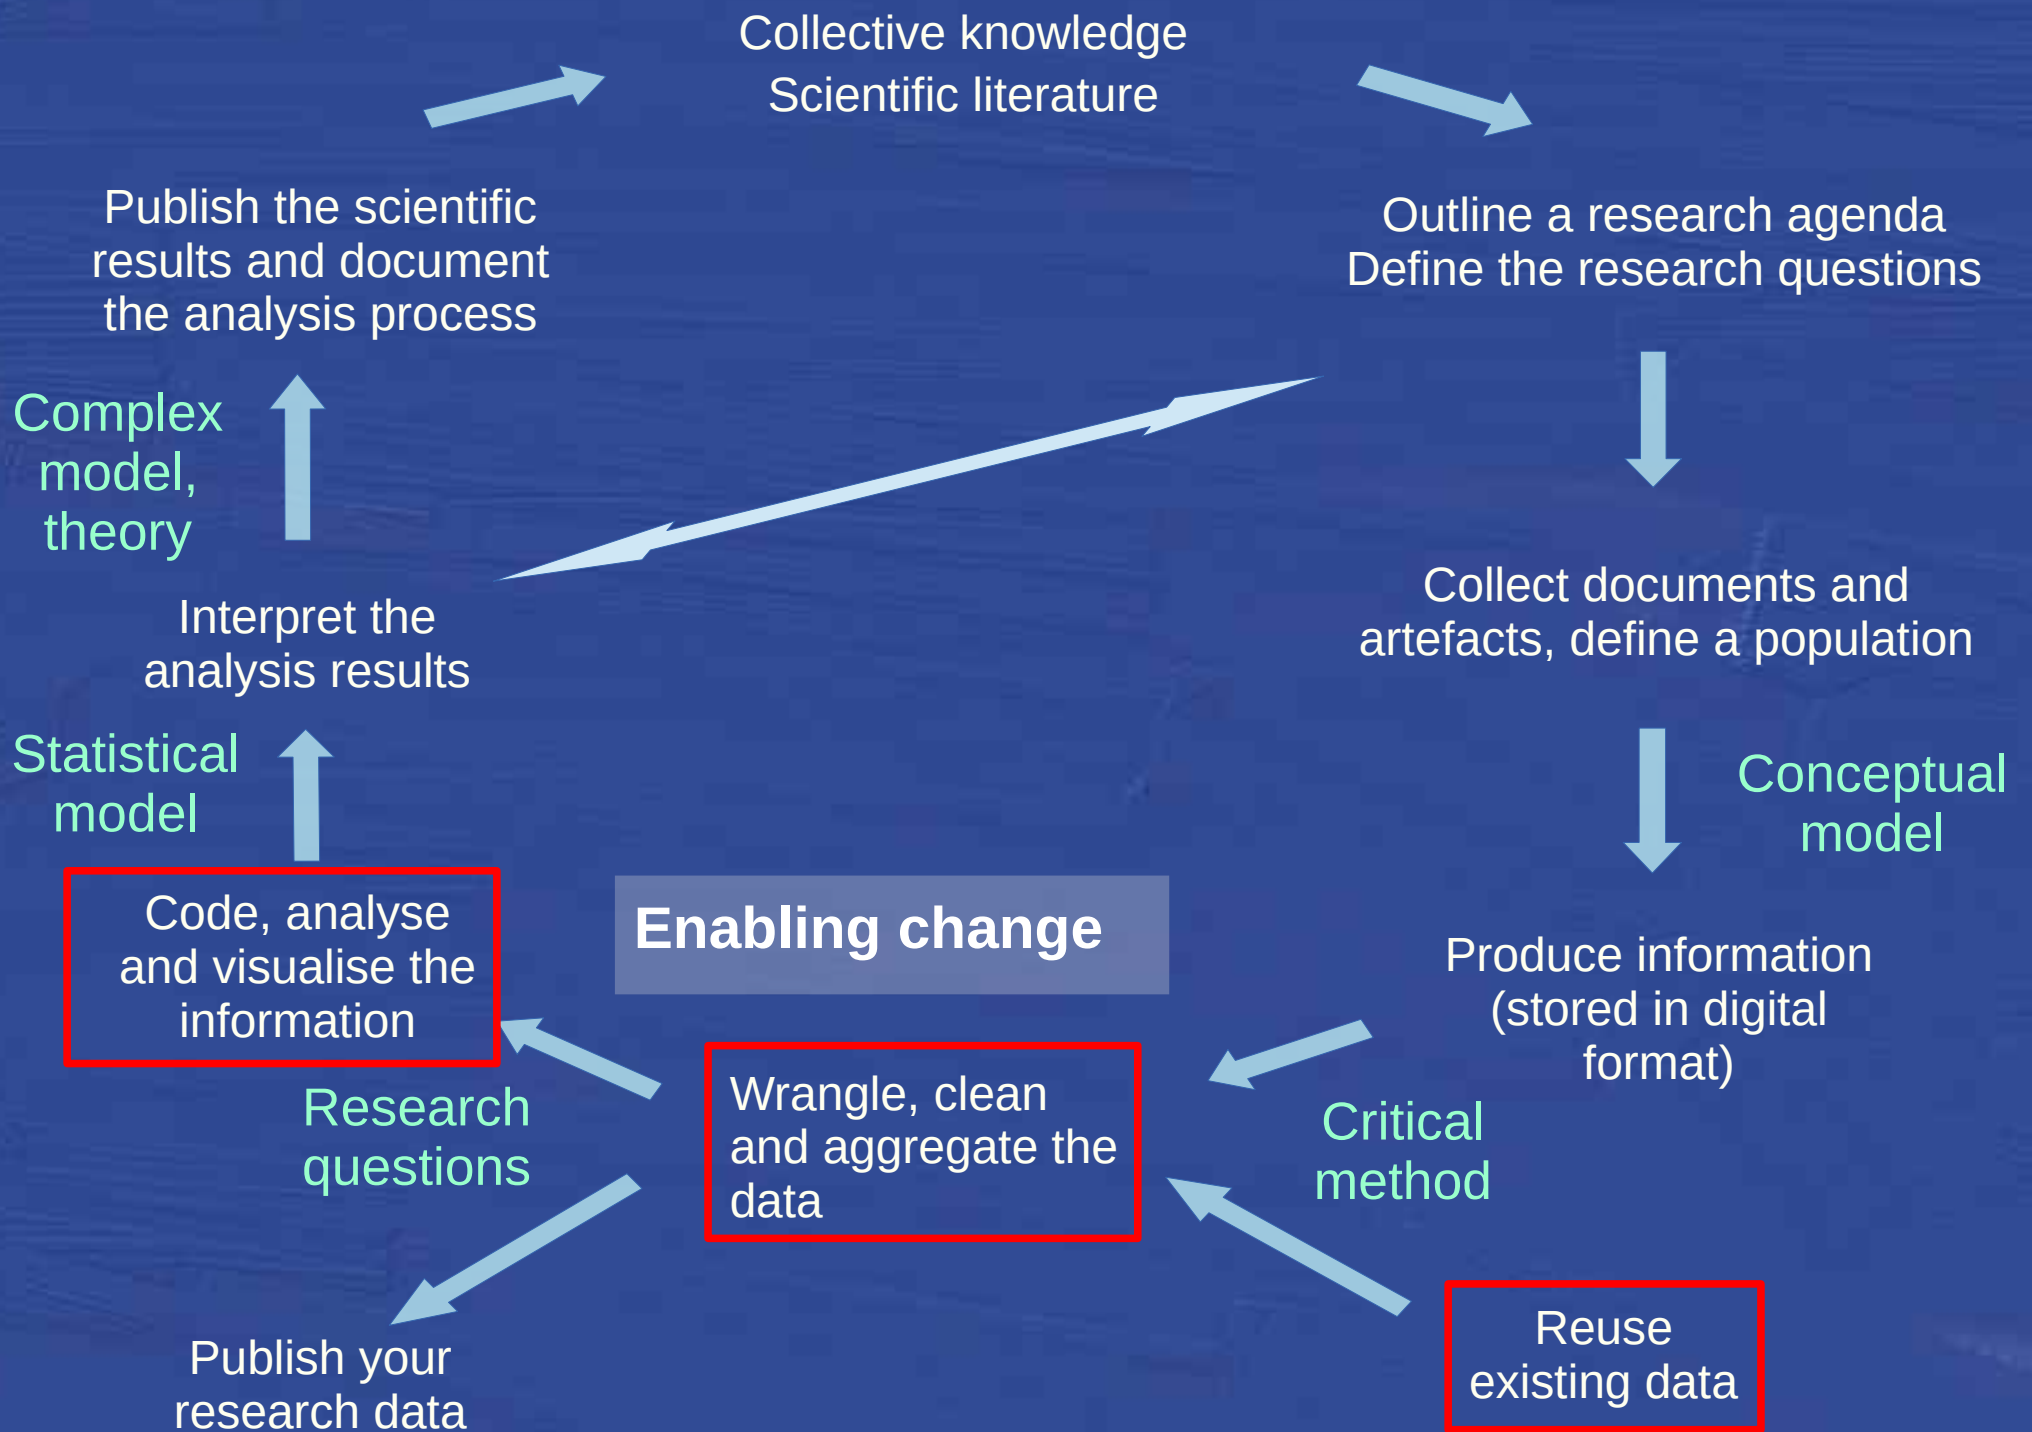 Collective knowledge
Scientific literature
Publish the scientific
results and document
the analysis process
Outline a research agenda
Define the research questions
Complex
model,
theory
Collect documents and
artefacts, define a population
Interpret the
analysis results
Statistical
model
Conceptual
model
Code, analyse
and visualise the
information
Enabling change
Produce information
(stored in digital
format)
Research
questions
Wrangle, clean
and aggregate the
data
Critical
method
Reuse
existing data
Publish your
research data